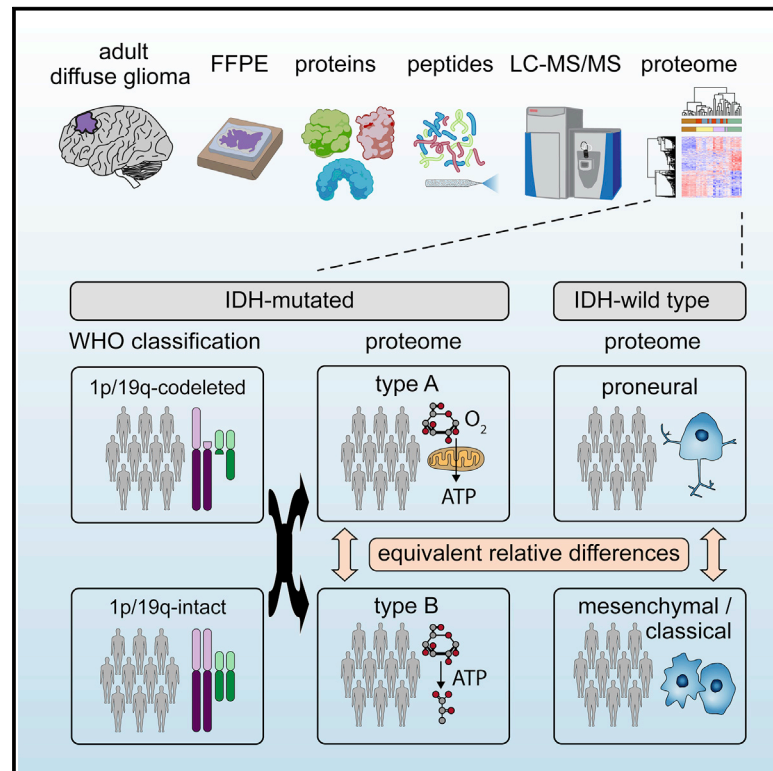 adult
diffuse glioma
FFPE
proteins
peptides
LC-MS/MS
proteome
IDH-mutated
IDH-wild type
WHO classification
proteome
proteome
1p/19q-codeleted
type A
O2
ATP
proneural
equivalent relative differences
1p/19q-intact
type B
ATP
mesenchymal /
classical